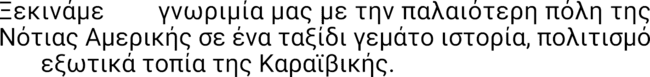 Ξεκινάμε γνωριμία μας με την παλαιότερη πόλη της
Νότιας Αμερικής σε ένα ταξίδι γεμάτο ιστορία, πολιτισμό
εξωτικά τοπία της Καραϊβικής.